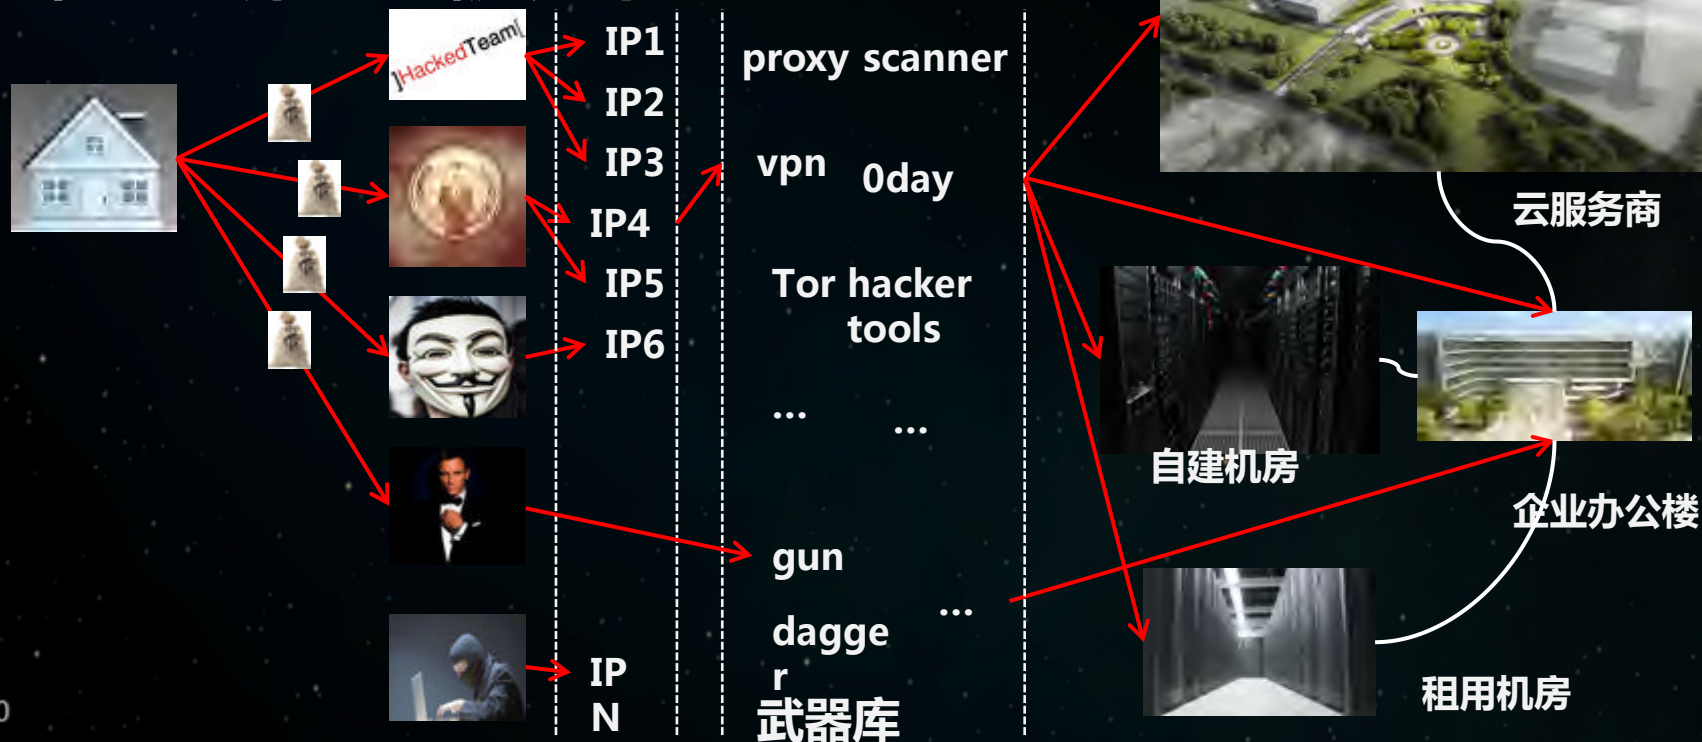 ]HackedTeam[
IP1
IP2
IP3
IP4
IP5
IP6
IP
N
proxy scanner
vpn
0day
Tor hacker
tools
...
...
gun
...
dagge
r
武器库
云服务商
自建机房
企业办公楼
租用机房